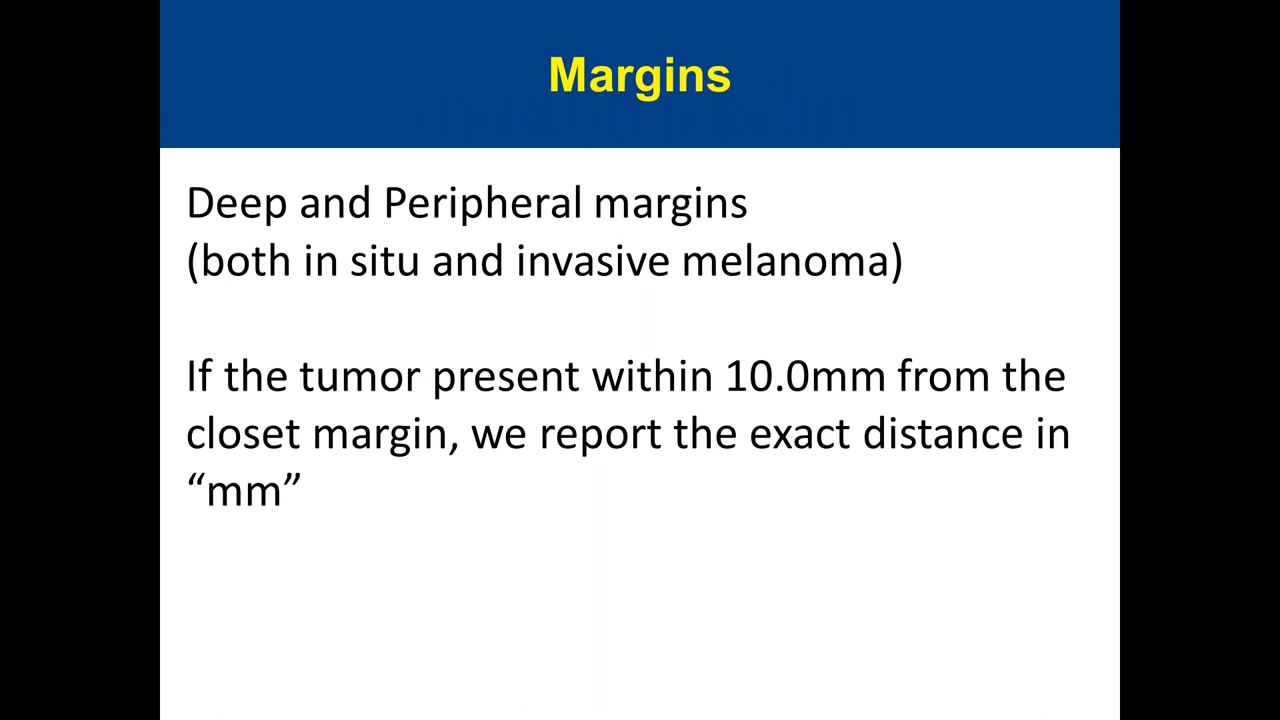 Margins
Deep and Peripheral margins
(both in situ and invasive melanoma)
If the tumor present within 10.0mm from the
closet margin, we report the exact distance in
“mm”